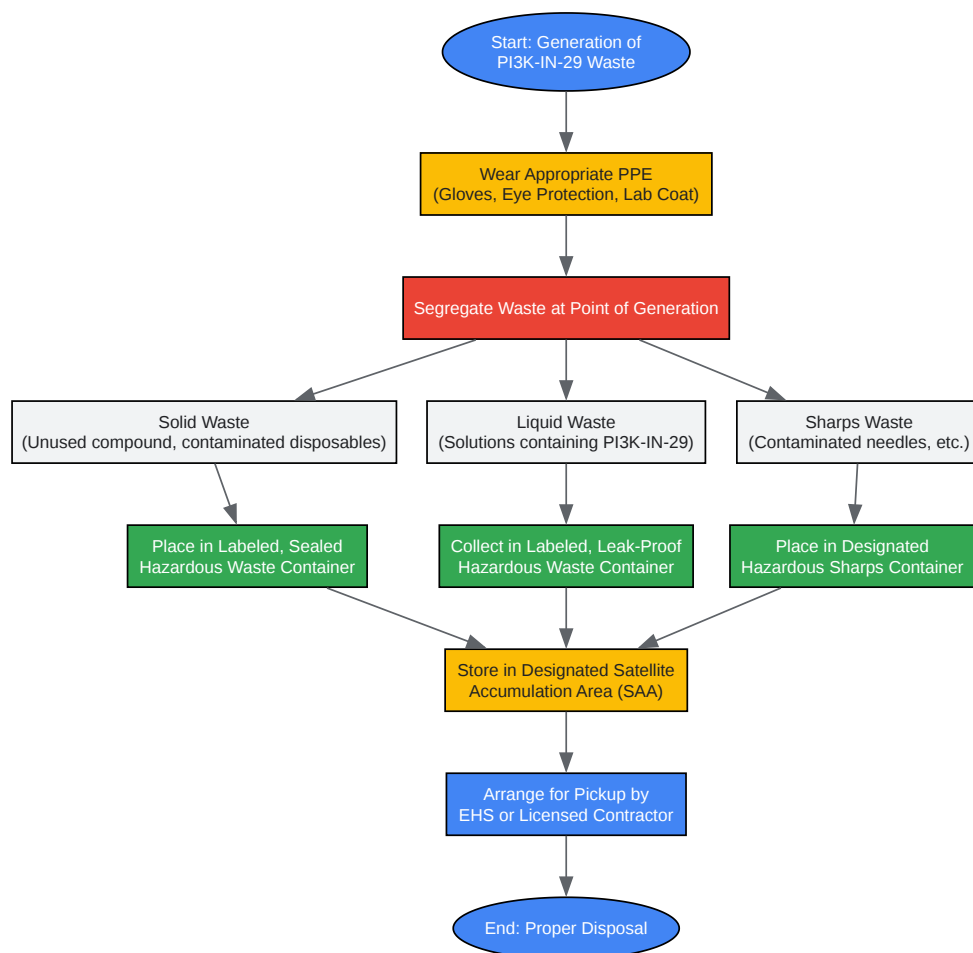 Start: Generation of
PI3K-IN-29 Waste
Wear Appropriate PPE
(Gloves, Eye Protection, Lab Coat)
Segregate Waste at Point of Generation
Solid Waste
(Unused compound, contaminated disposables)
Liquid Waste
(Solutions containing PI3K-IN-29)
Sharps Waste
(Contaminated needles, etc.)
Place in Labeled, Sealed
Hazardous Waste Container
Collect in Labeled, Leak-Proof
Hazardous Waste Container
Place in Designated
Hazardous Sharps Container
Store in Designated Satellite
Accumulation Area (SAA)
Arrange for Pickup by
EHS or Licensed Contractor
End: Proper Disposal